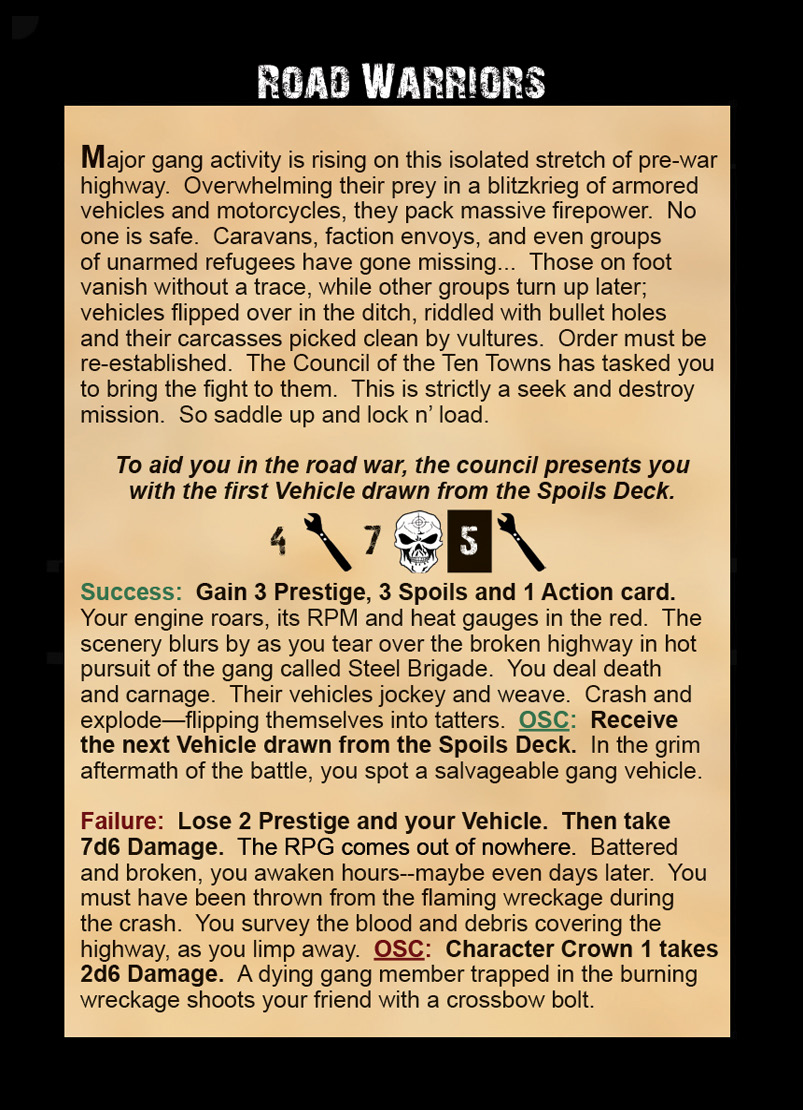 Road Warriors
Major gang activity is rising on this isolated stretch of pre-war
highway.  Overwhelming their prey in a blitzkrieg of armored
vehicles and motorcycles, they pack massive firepower.  No
one is safe.  Caravans, faction envoys, and even groups
of unarmed refugees have gone missing...  Those on foot
vanish without a trace, while other groups turn up later;
vehicles flipped over in the ditch, riddled with bullet holes
and their carcasses picked clean by vultures.  Order must be
re-established.  The Council of the Ten Towns has tasked you
to bring the fight to them.  This is strictly a seek and destroy
mission.  So saddle up and lock n’ load.
To aid you in the road war, the council presents you
with the first Vehicle drawn from the Spoils Deck.
4 7 5
Success:  Gain 3 Prestige, 3 Spoils and 1 Action card.
Your engine roars, its RPM and heat gauges in the red.  The
scenery blurs by as you tear over the broken highway in hot
pursuit of the gang called Steel Brigade.  You deal death
and carnage.  Their vehicles jockey and weave.  Crash and
explode—flipping themselves into tatters.  OSC:  Receive
the next Vehicle drawn from the Spoils Deck.  In the grim
aftermath of the battle, you spot a salvageable gang vehicle.
Failure:  Lose 2 Prestige and your Vehicle.  Then take
7d6 Damage.  The RPG comes out of nowhere.  Battered
and broken, you awaken hours--maybe even days later.  You
must have been thrown from the flaming wreckage during
the crash.  You survey the blood and debris covering the
highway, as you limp away.  OSC:  Character Crown 1 takes
2d6 Damage.  A dying gang member trapped in the burning
wreckage shoots your friend with a crossbow bolt.